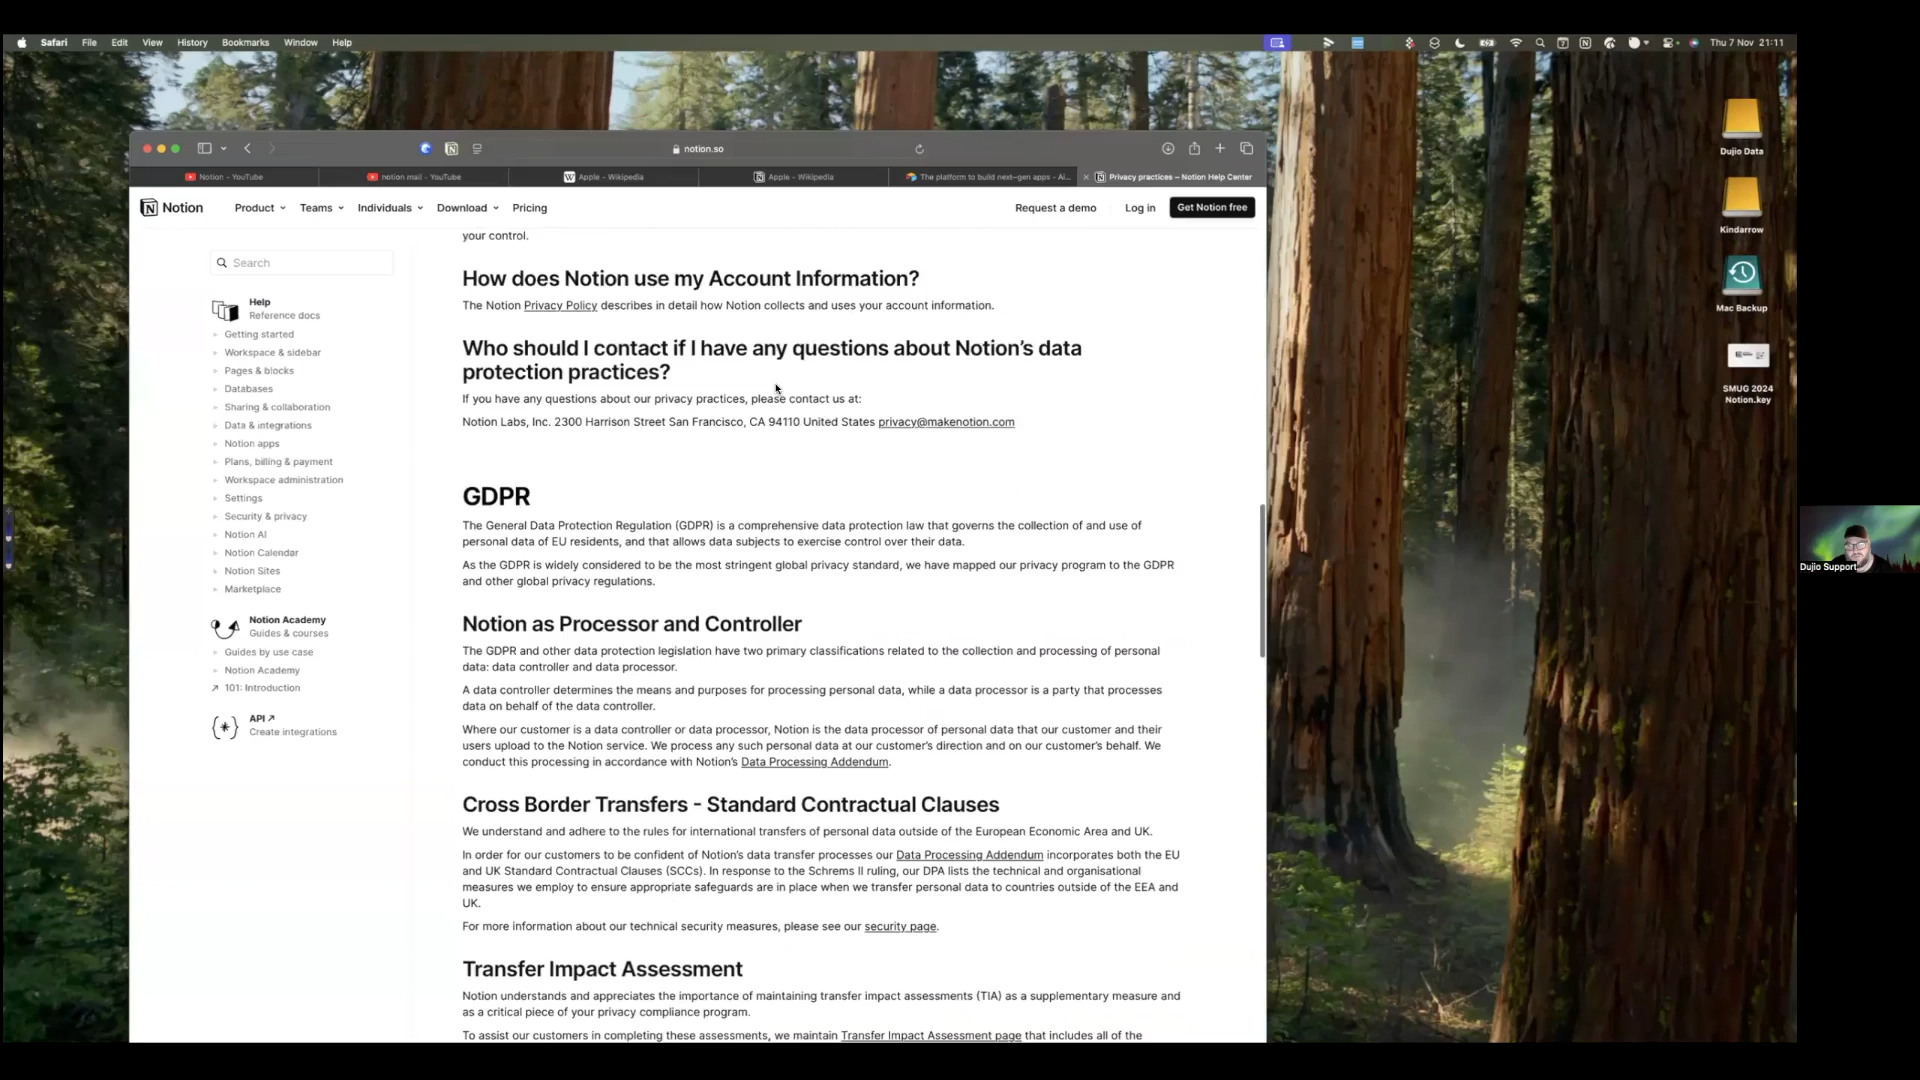 Safari File Edit View History Bookmarks Window Help
Thu 7 Nov 21:11
notion.so
Notion - YouTube
notion mail - YouTube
Apple - Wikipedia
Apple - Wikipedia
The platform to build next-gen apps - Ai...
Privacy practices – Notion Help Center
Notion
Product
Teams
Individuals
Download
Pricing
Request a demo
Log in
Get Notion free
Search
Help
Reference docs
Getting started
Workspace & sidebar
Pages & blocks
Databases
Sharing & collaboration
Data & integrations
Notion apps
Plans, billing & payment
Workspace administration
Settings
Security & privacy
Notion AI
Notion Calendar
Notion Sites
Marketplace
Notion Academy
Guides & courses
Guides by use case
Notion Academy
↗ 101: Introduction
API ↗
Create integrations
your control.
How does Notion use my Account Information?
The Notion Privacy Policy describes in detail how Notion collects and uses your account information.
Who should I contact if I have any questions about Notion’s data
protection practices?
If you have any questions about our privacy practices, please contact us at:
Notion Labs, Inc. 2300 Harrison Street San Francisco, CA 94110 United States privacy@makenotion.com
GDPR
The General Data Protection Regulation (GDPR) is a comprehensive data protection law that governs the collection of and use of
personal data of EU residents, and that allows data subjects to exercise control over their data.
As the GDPR is widely considered to be the most stringent global privacy standard, we have mapped our privacy program to the GDPR
and other global privacy regulations.
Notion as Processor and Controller
The GDPR and other data protection legislation have two primary classifications related to the collection and processing of personal
data: data controller and data processor.
A data controller determines the means and purposes for processing personal data, while a data processor is a party that processes
data on behalf of the data controller.
Where our customer is a data controller or data processor, Notion is the data processor of personal data that our customer and their
users upload to the Notion service. We process any such personal data at our customer’s direction and on our customer’s behalf. We
conduct this processing in accordance with Notion’s Data Processing Addendum.
Cross Border Transfers - Standard Contractual Clauses
We understand and adhere to the rules for international transfers of personal data outside of the European Economic Area and UK.
In order for our customers to be confident of Notion’s data transfer processes our Data Processing Addendum incorporates both the EU
and UK Standard Contractual Clauses (SCCs). In response to the Schrems II ruling, our DPA lists the technical and organisational
measures we employ to ensure appropriate safeguards are in place when we transfer personal data to countries outside of the EEA and
UK.
For more information about our technical security measures, please see our security page.
Transfer Impact Assessment
Notion understands and appreciates the importance of maintaining transfer impact assessments (TIA) as a supplementary measure and
as a critical piece of your privacy compliance program.
To assist our customers in completing these assessments, we maintain Transfer Impact Assessment page that includes all of the
Dujio Data
Kindarrow
Mac Backup
SMUG 2024
Notion.key
Dujio Support